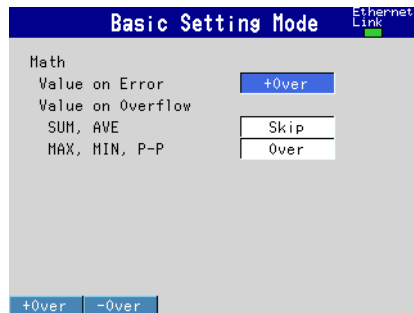 Basic Setting Mode
Ethernet
Link
Math
Value on Error +Over
Value on Overflow
SUM, AVE Skip
MAX, MIN, P-P Over
+Over -Over